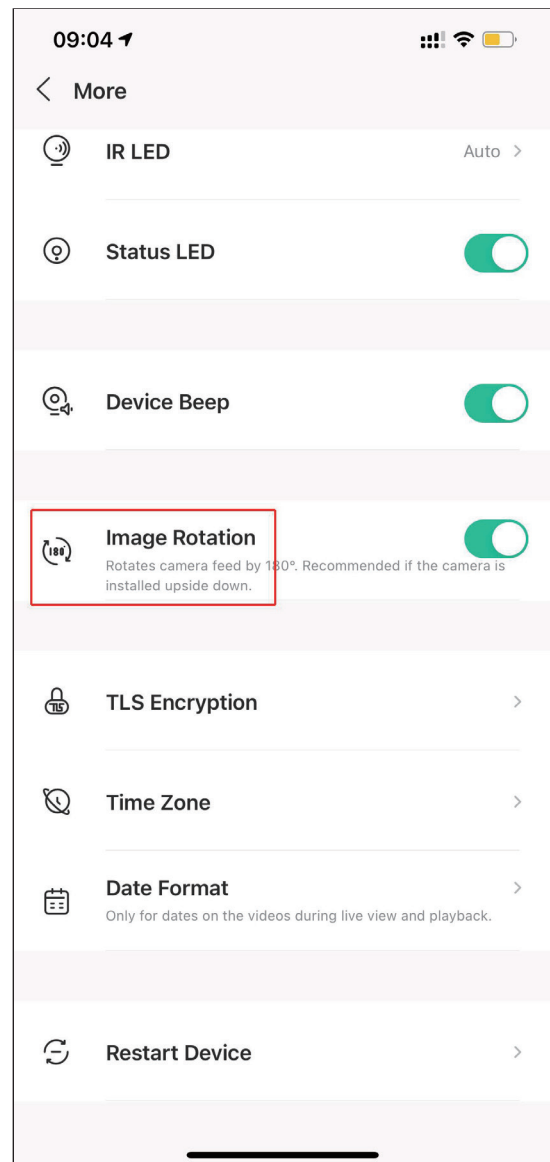 09:04
More
IR LED
Auto
Status LED
Device Beep
180°
Image Rotation
Rotates camera feed by 180°. Recommended if the camera is
installed upside down.
TLS
TLS Encryption
Time Zone
Date Format
Only for dates on the videos during live view and playback.
Restart Device